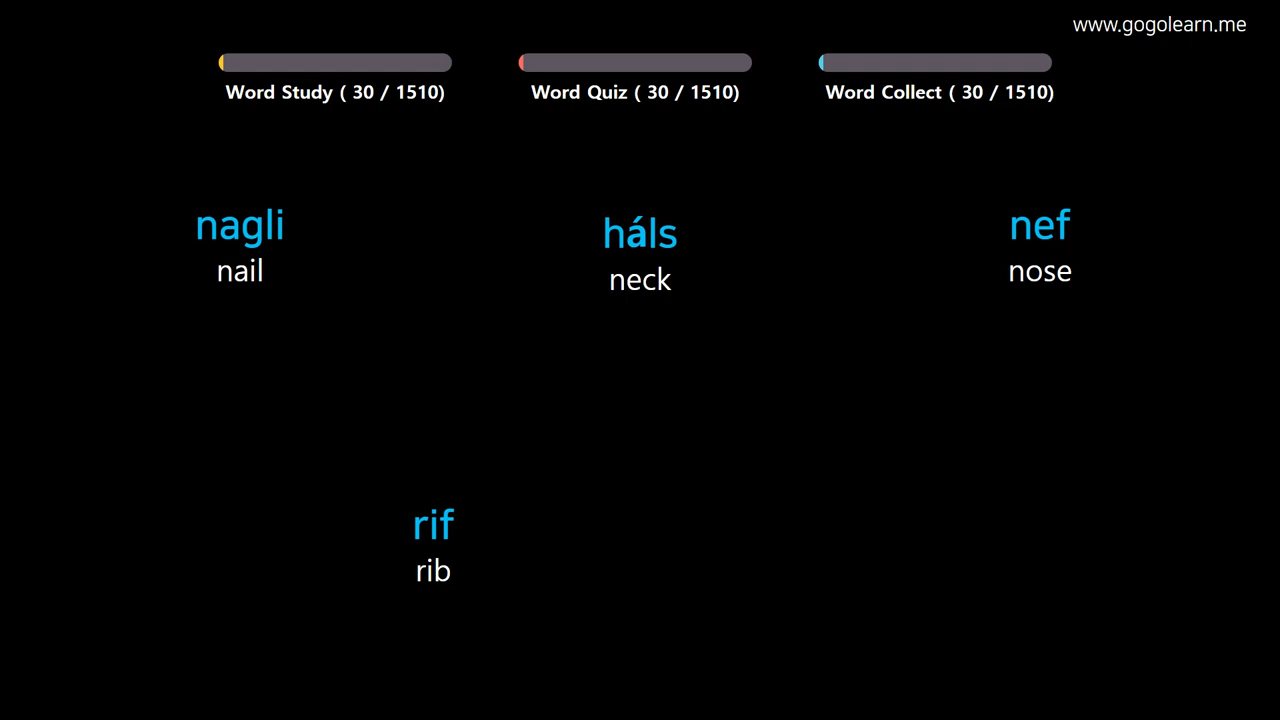 www.gogolearn.me
Word Study ( 30 / 1510)
Word Quiz ( 30 / 1510)
Word Collect ( 30 / 1510)
nagli
nail
háls
neck
nef
nose
rif
rib